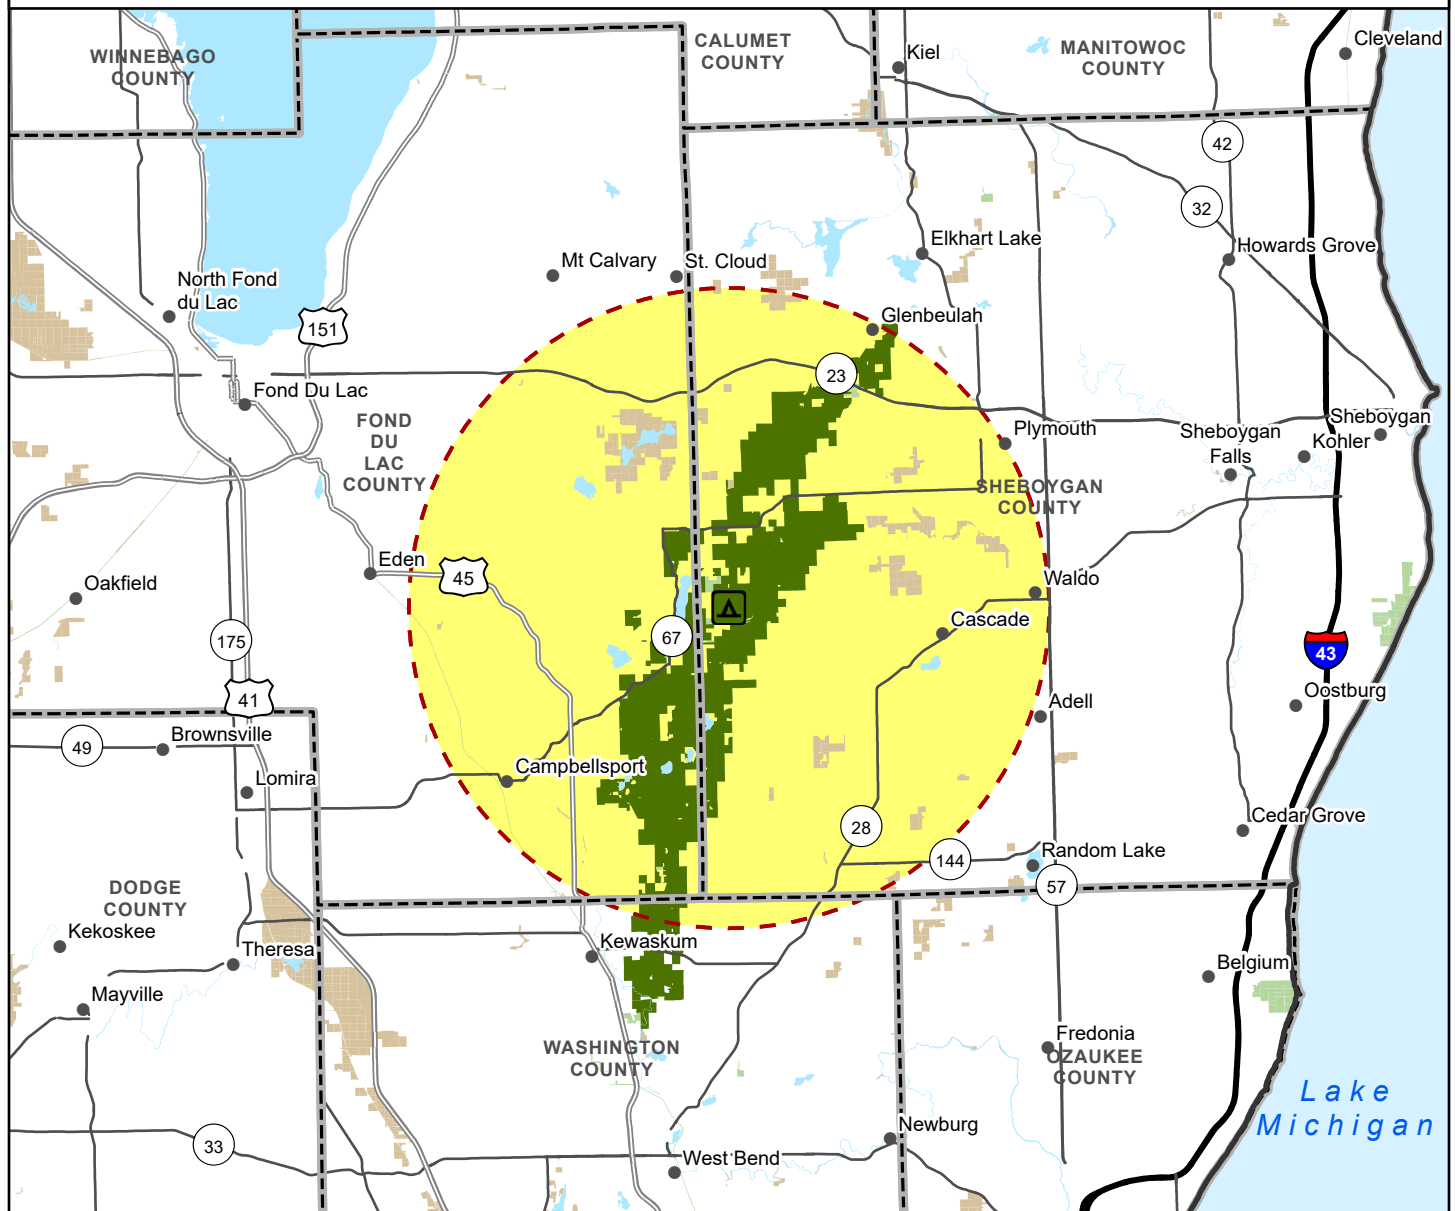 WINNEBAGO
COUNTY
CALUMET
COUNTY
Kiel
MANITOWOC
COUNTY
Cleveland
42
32
Elkhart Lake
Howards Grove
Mt Calvary
St. Cloud
North Fond
du Lac
151
Glenbeulah
23
Fond Du Lac
FOND
DU
LAC
COUNTY
Plymouth
Sheboygan
Falls
Sheboygan
Kohler
SHEBOYGAN
COUNTY
Eden
45
Oakfield
Waldo
Cascade
175
67
43
41
Oostburg
Adell
49
Brownsville
Lomira
Campbellsport
28
Cedar Grove
144
Random Lake
57
DODGE
COUNTY
Kekoskee
Theresa
Kewaskum
Belgium
Mayville
WASHINGTON
COUNTY
Fredonia
OZAUKEE
COUNTY
Lake
Michigan
33
Newburg
West Bend